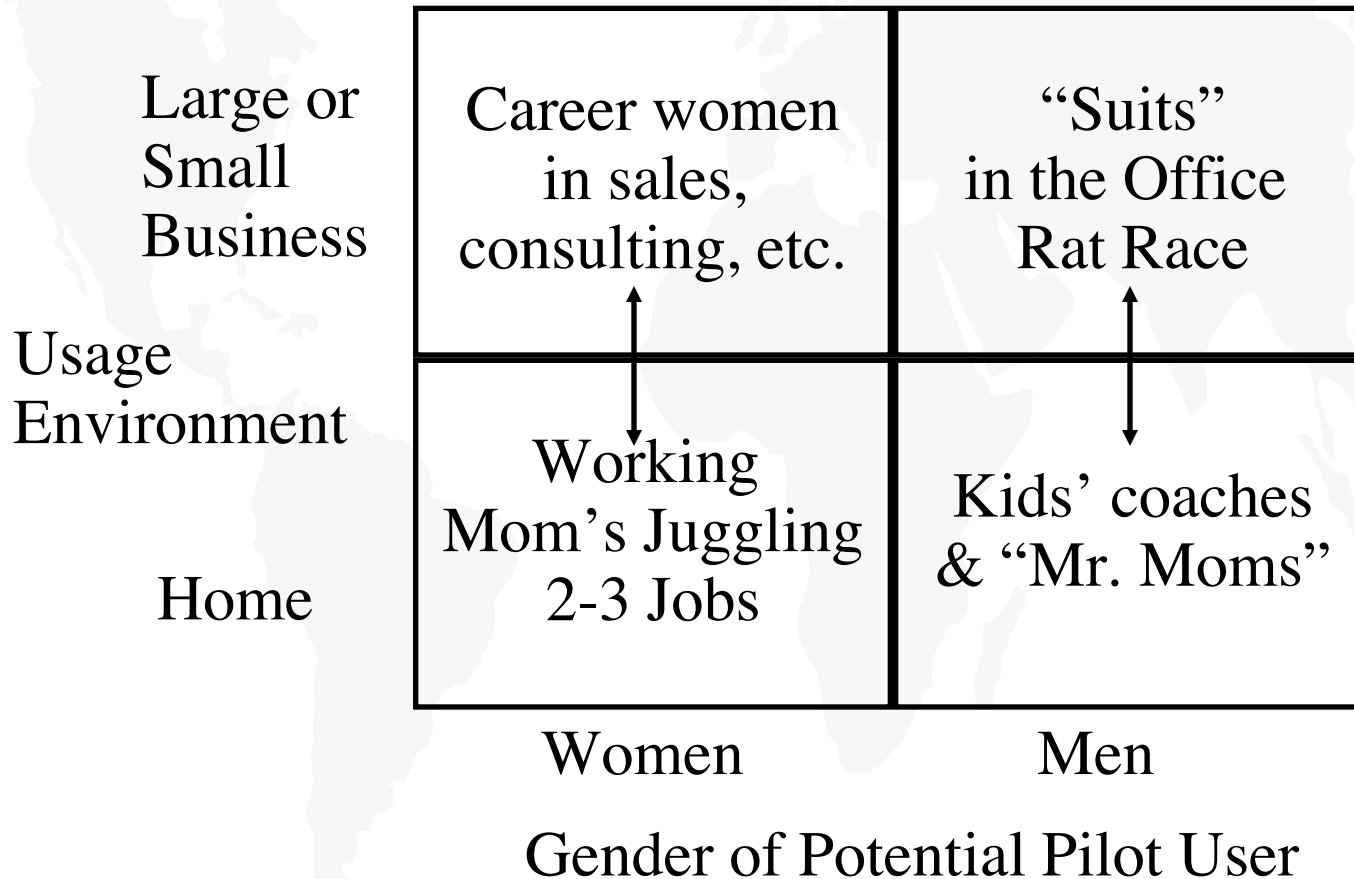 Large or
Small
Business
Career women
in sales,
consulting, etc.
“Suits”
in the Office
Rat Race
Usage
Environment
Home
Working
Mom’s Juggling
2-3 Jobs
Kids’ coaches
& “Mr. Moms”
Women
Men
Gender of Potential Pilot User